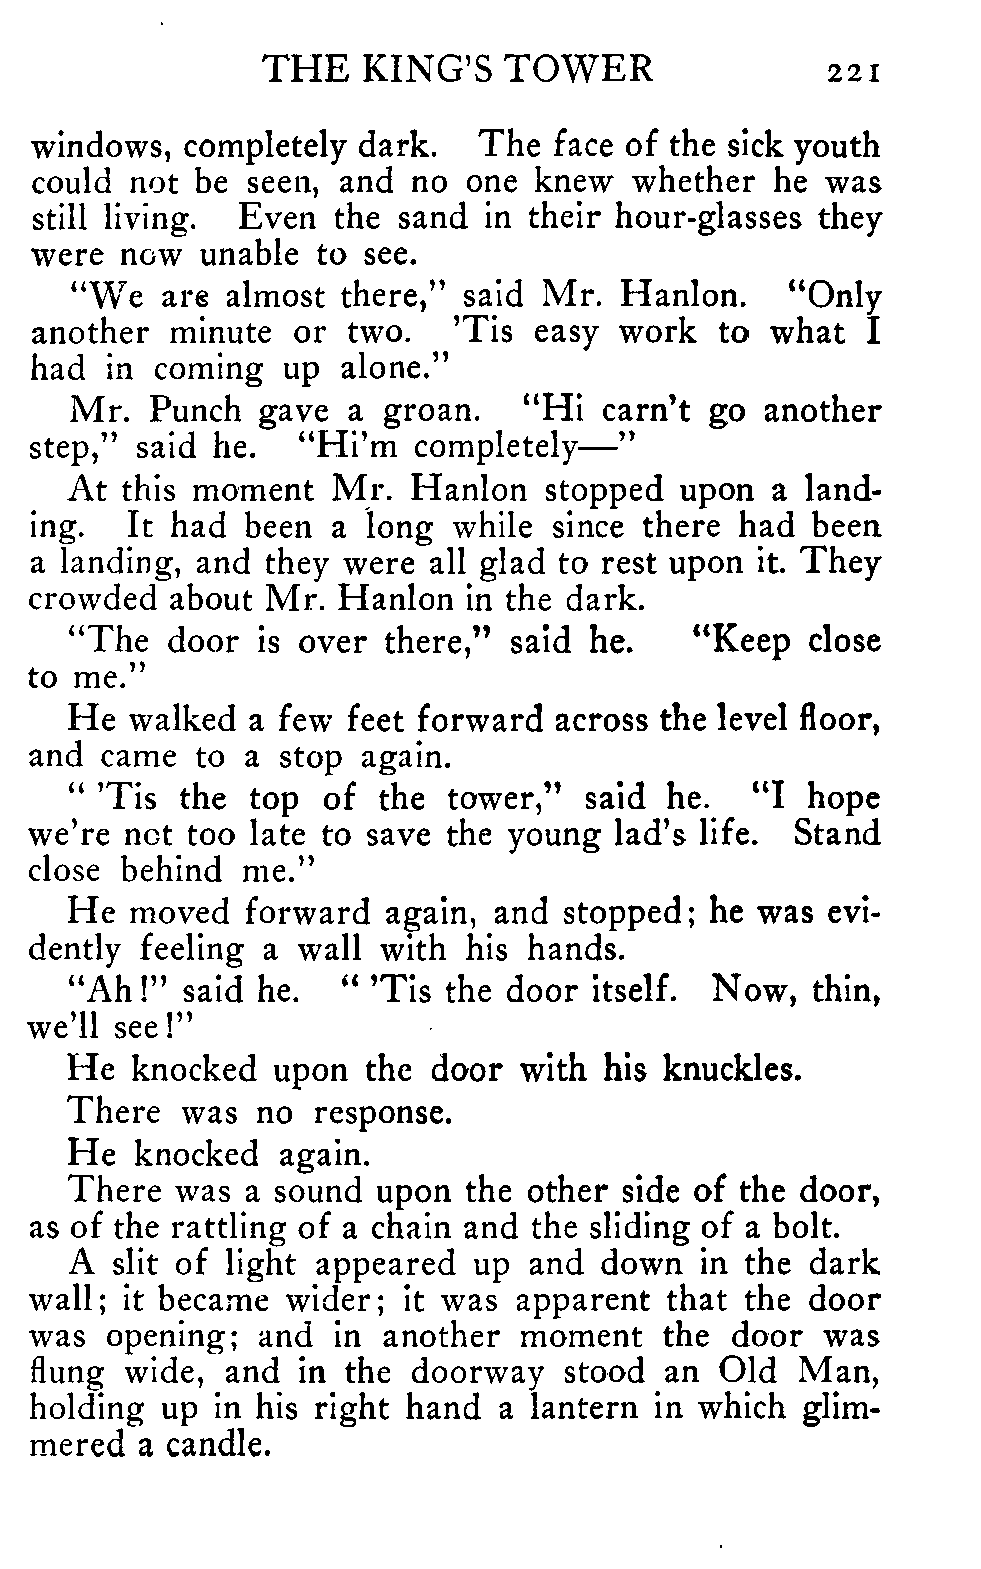 THE KING'S TOWER 221
windows, completely dark. The face of the sick youth
could not be seen, and no one knew whether he was
still living. Even the sand in their hour-glasses they
were now unable to see.
"We are almost there," said Mr. Hanlon. "Only
another minute or two. 'Tis easy work to what I
had in coming up alone."
Mr. Punch gave a groan. "Hi carn't go another
step," said he. "Hi'm completely—"
At this moment Mr. Hanlon stopped upon a land-
ing. It had been a long while since there had been
a landing, and they were all glad to rest upon it. They
crowded about Mr. Hanlon in the dark.
"The door is over there," said he. "Keep close
to me."
He walked a few feet forward across the level floor,
and came to a stop again.
" 'Tis the top of the tower," said he. "I hope
we're not too late to save the young lad's life. Stand
close behind me."
He moved forward again, and stopped; he was evi-
dently feeling a wall with his hands.
"Ah!" said he. " 'Tis the door itself. Now, thin,
we'll see!"
He knocked upon the door with his knuckles.
There was no response.
He knocked again.
There was a sound upon the other side of the door,
as of the rattling of a chain and the sliding of a bolt.
A slit of light appeared up and down in the dark
wall; it became wider; it was apparent that the door
was opening; and in another moment the door was
flung wide, and in the doorway stood an Old Man,
holding up in his right hand a lantern in which glim-
mered a candle.